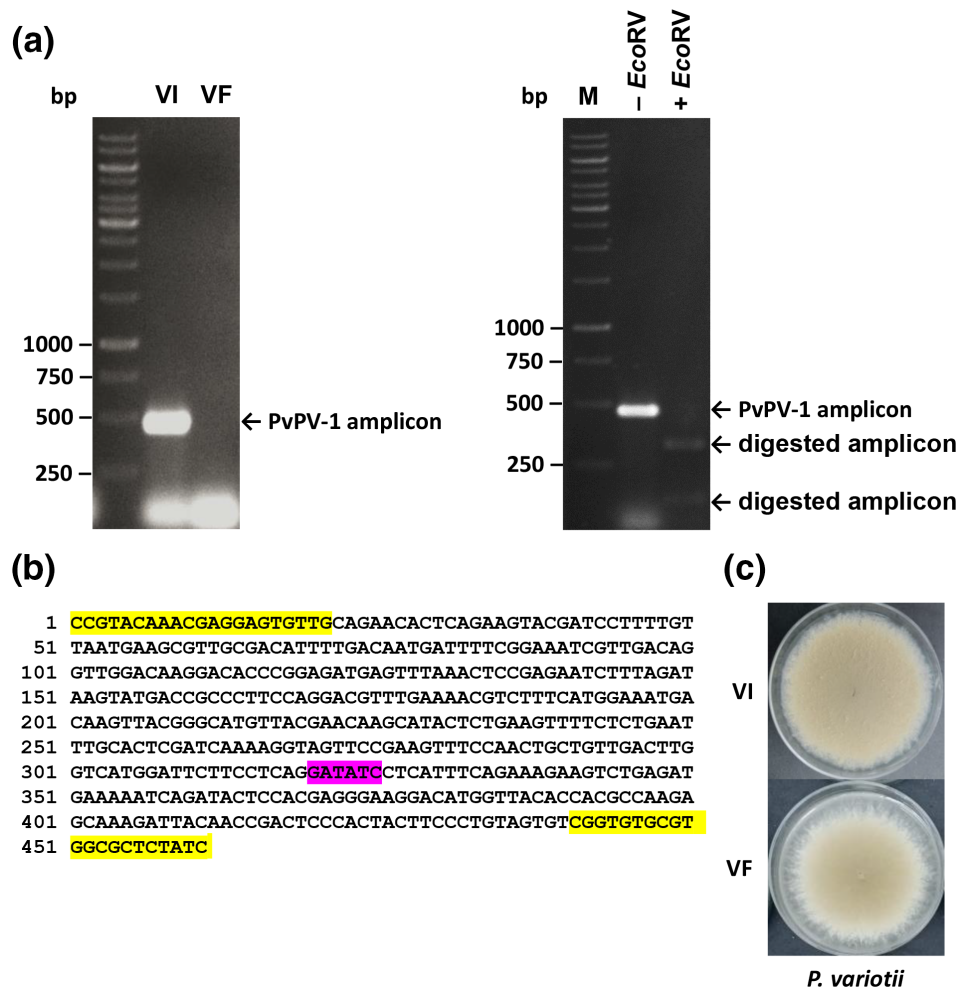 (a)
bp VI VF
1000
750
500
250
← PvPV-1 amplicon
bp M – EcoRV + EcoRV
1000
750
500
250
← PvPV-1 amplicon
← digested amplicon
← digested amplicon
(b)
1 CCGTACAAACGAGGAGTGTTGCAGAACACTCAGAAGTACGATCCTTTTGT
51 TAATGAAGCGTTGCGACATTTTGACAATGATTTTCGGAAATCGTTGACAG
101 GTTGGACAAGGACACCCGGAGATGAGTTTAAACTCCGAGAATCTTTAGAT
151 AAGTATGACCGCCCTTCCAGGACGTTTGAAAACGTCTTTCATGGAAATGA
201 CAAGTTACGGGCATGTTACGAACAAGCATACTCTGAAGTTTTCTCTGAAT
251 TTGCACTCGATCAAAAGGTAGTTCCGAAGTTTCCAACTGCTGTTGACTTG
301 GTCATGGATTCTTCCTCAGGATATCCTCATTTCAGAAAGAAGTCTGAGAT
351 GAAAAATCAGATACTCCACGAGGGAAGGACATGGTTACACCACGCCAAGA
401 GCAAAGATTACAACCGACTCCCACTACTTCCCTGTAGTGTCGGTGTGCGT
451 GGCGCTCTATC
(c)
VI
VF
P. variotii